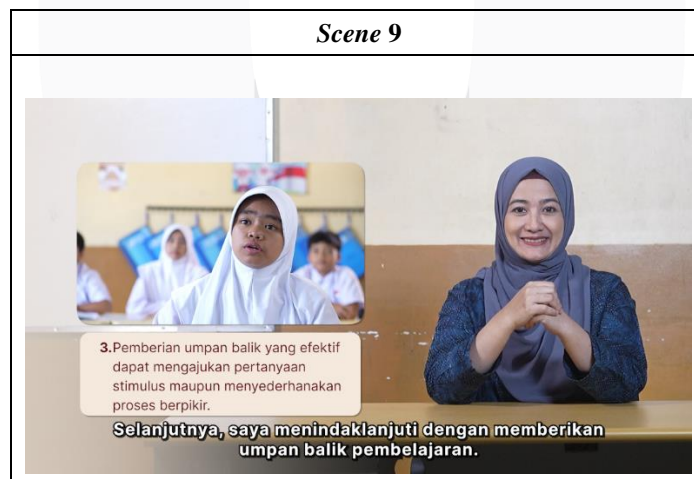 Scene 9
3.Pemberian umpan balik yang efektif
dapat mengajukan pertanyaan
stimulus maupun menyederhanakan
proses berpikir.
Selanjutnya, saya menindaklanjuti dengan memberikan
umpan balik pembelajaran.